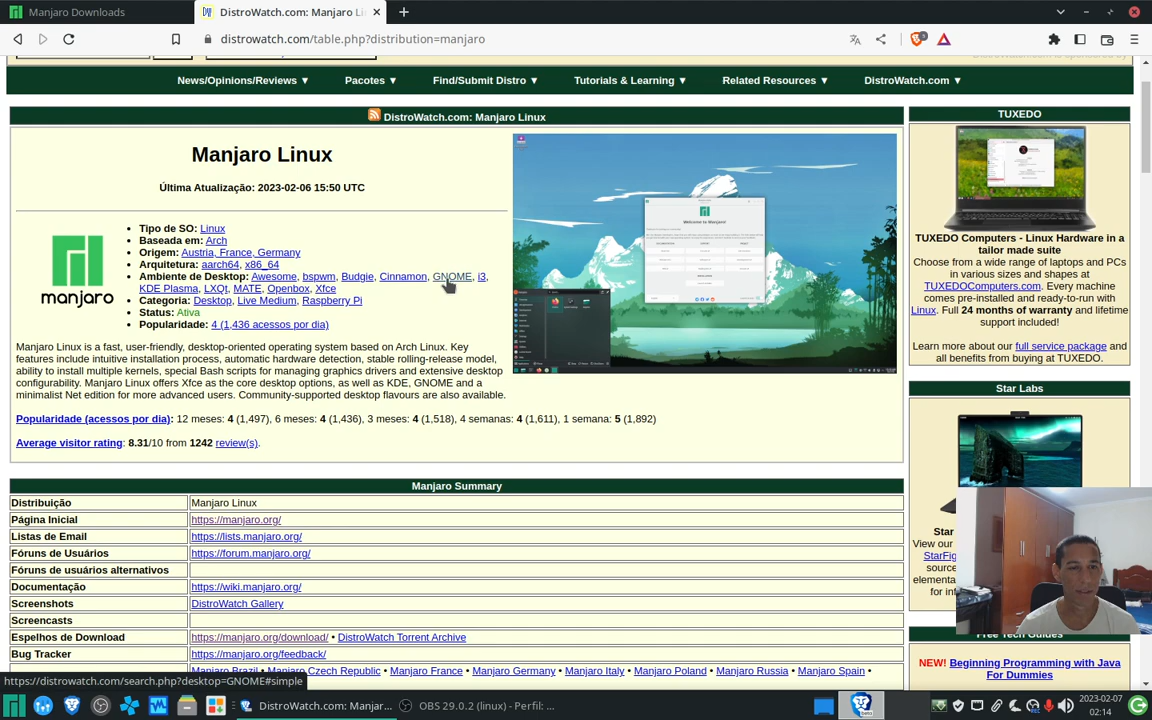 Manjaro Downloads
DistroWatch.com: Manjaro Li
distrowatch.com/table.php?distribution=manjaro
News/Opinions/Reviews ▼ Pacotes ▼ Find/Submit Distro ▼ Tutorials & Learning ▼ Related Resources ▼ DistroWatch.com ▼
DistroWatch.com: Manjaro Linux
Manjaro Linux
Última Atualização: 2023-02-06 15:50 UTC
manjaro
• Tipo de SO: Linux
• Baseada em: Arch
• Origem: Austria, France, Germany
• Arquitetura: aarch64, x86_64
• Ambiente de Desktop: Awesome, bspwm, Budgie, Cinnamon, GNOME, i3,
KDE Plasma, LXQt, MATE, Openbox, Xfce
• Categoria: Desktop, Live Medium, Raspberry Pi
• Status: Ativa
• Popularidade: 4 (1,436 acessos por dia)
Manjaro Linux is a fast, user-friendly, desktop-oriented operating system based on Arch Linux. Key
features include intuitive installation process, automatic hardware detection, stable rolling-release model,
ability to install multiple kernels, special Bash scripts for managing graphics drivers and extensive desktop
configurability. Manjaro Linux offers Xfce as the core desktop options, as well as KDE, GNOME and a
minimalist Net edition for more advanced users. Community-supported desktop flavours are also available.
Popularidade (acessos por dia): 12 meses: 4 (1,497), 6 meses: 4 (1,436), 3 meses: 4 (1,518), 4 semanas: 4 (1,611), 1 semana: 5 (1,892)
Average visitor rating: 8.31/10 from 1242 review(s).
TUXEDO
TUXEDO Computers - Linux Hardware in a
tailor made suite
Choose from a wide range of laptops and PCs
in various sizes and shapes at
TUXEDOComputers.com. Every machine
comes pre-installed and ready-to-run with
Linux. Full 24 months of warranty and lifetime
support included!
Learn more about our full service package and
all benefits from buying at TUXEDO.
Star Labs
Star
View our
StarFig
source
elementa
for in
Free Tech Guides
NEW! Beginning Programming with Java
For Dummies
Manjaro Summary
Distribuição Manjaro Linux
Página Inicial https://manjaro.org/
Listas de Email https://lists.manjaro.org/
Fóruns de Usuários https://forum.manjaro.org/
Fóruns de usuários alternativos
Documentação https://wiki.manjaro.org/
Screenshots DistroWatch Gallery
Screencasts
Espelhos de Download https://manjaro.org/download/ • DistroWatch Torrent Archive
Bug Tracker https://manjaro.org/feedback/
Manjaro Brazil • Manjaro Czech Republic • Manjaro France • Manjaro Germany • Manjaro Italy • Manjaro Poland • Manjaro Russia • Manjaro Spain •
https://distrowatch.com/search.php?desktop=GNOME#simple
DistroWatch.com: Manjar...
OBS 29.0.2 (linux) - Perfil: ...
2023-02-07
02:14